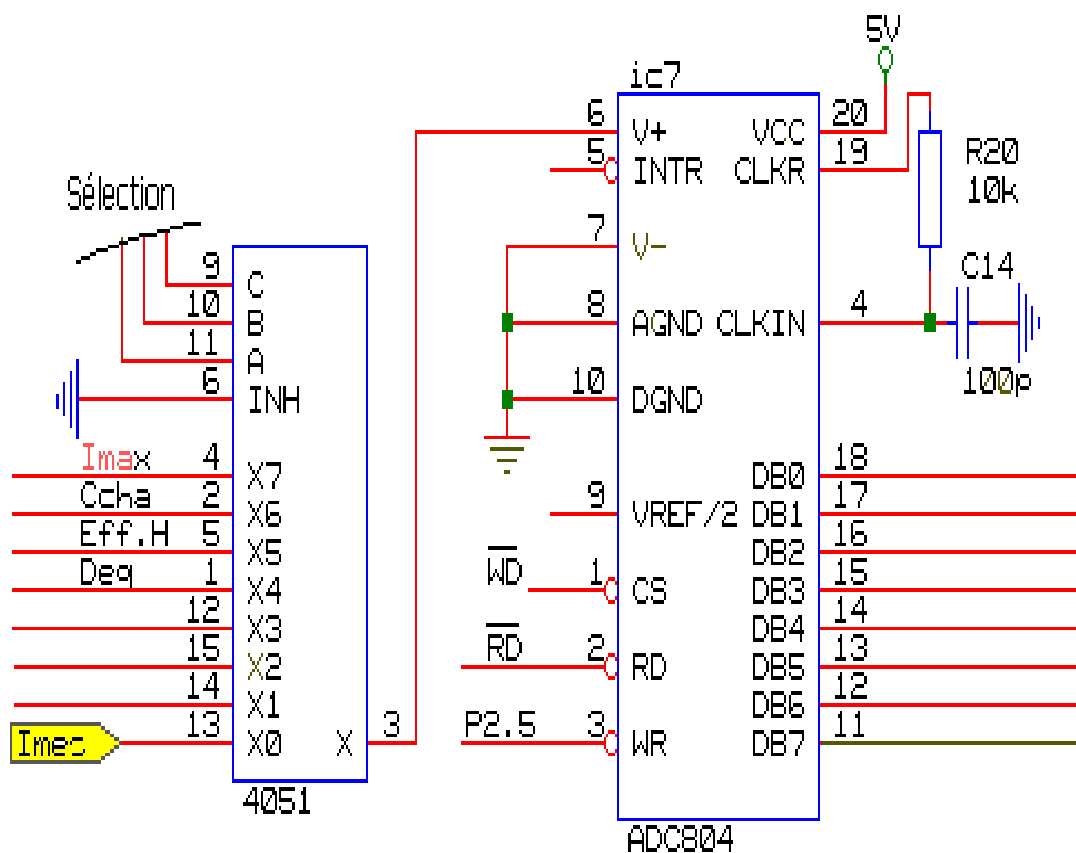 5V
ic7
6 V+ VCC 20
5 INTR CLKR 19
R20
10k
Sélection
7 V-
9 C
C14
10 B
8 AGND CLKIN 4
11 A
100p
6 INH
10 DGND
Imax 4 X7
DB0 18
Ccha 2 X6
9 VREF/2 DB1 17
Eff.H 5 X5
DB2 16
Deq 1 X4
WD 1 CS DB3 15
12 X3
DB4 14
15 X2
RD 2 RD DB5 13
14 X1
DB6 12
Imes 13 X0 X 3
P2.5 3 WR DB7 11
4051
ADC804